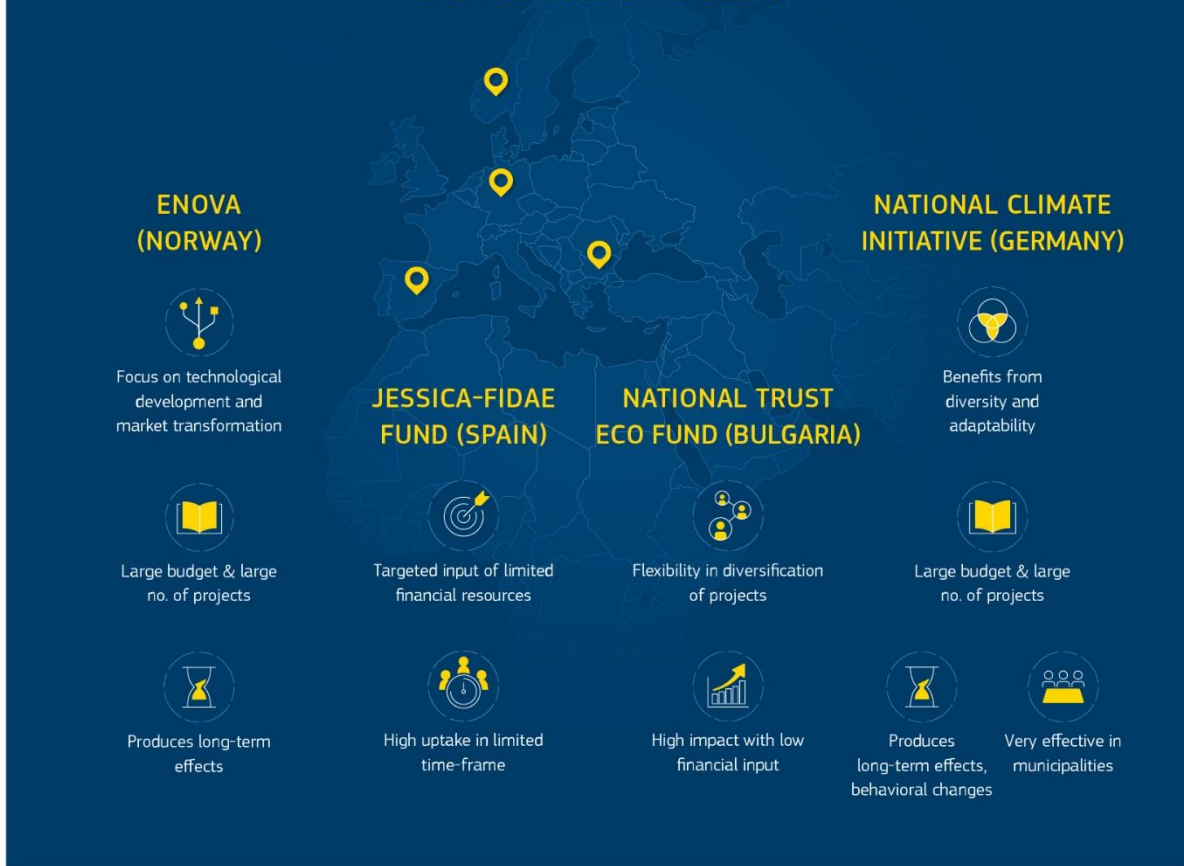 ENOVA
(NORWAY)
Focus on technological
development and
market transformation
Large budget & large
no. of projects
Produces long-term
effects
JESSICA-FIDAE
FUND (SPAIN)
Targeted input of limited
financial resources
High uptake in limited
time-frame
NATIONAL TRUST
ECO FUND (BULGARIA)
Flexibility in diversification
of projects
High impact with low
financial input
NATIONAL CLIMATE
INITIATIVE (GERMANY)
Benefits from
diversity and
adaptability
Large budget & large
no. of projects
Produces
long-term effects,
behavioral changes
Very effective in
municipalities